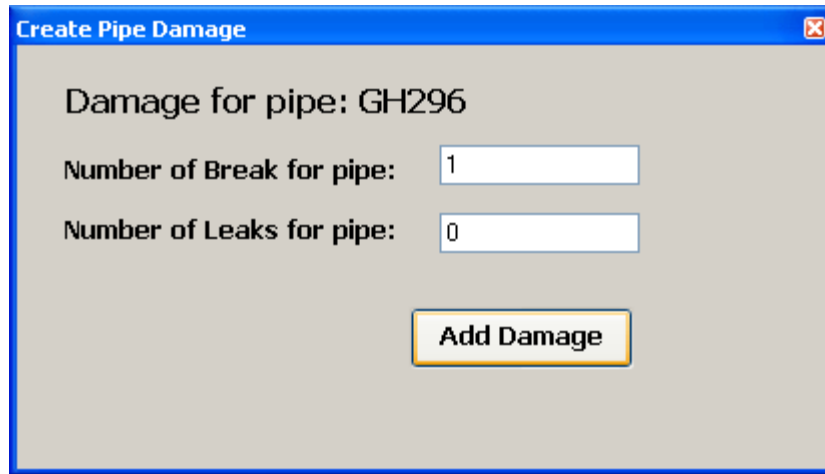 Create Pipe Damage
Damage for pipe: GH296
Number of Break for pipe: 1
Number of Leaks for pipe: 0
Add Damage